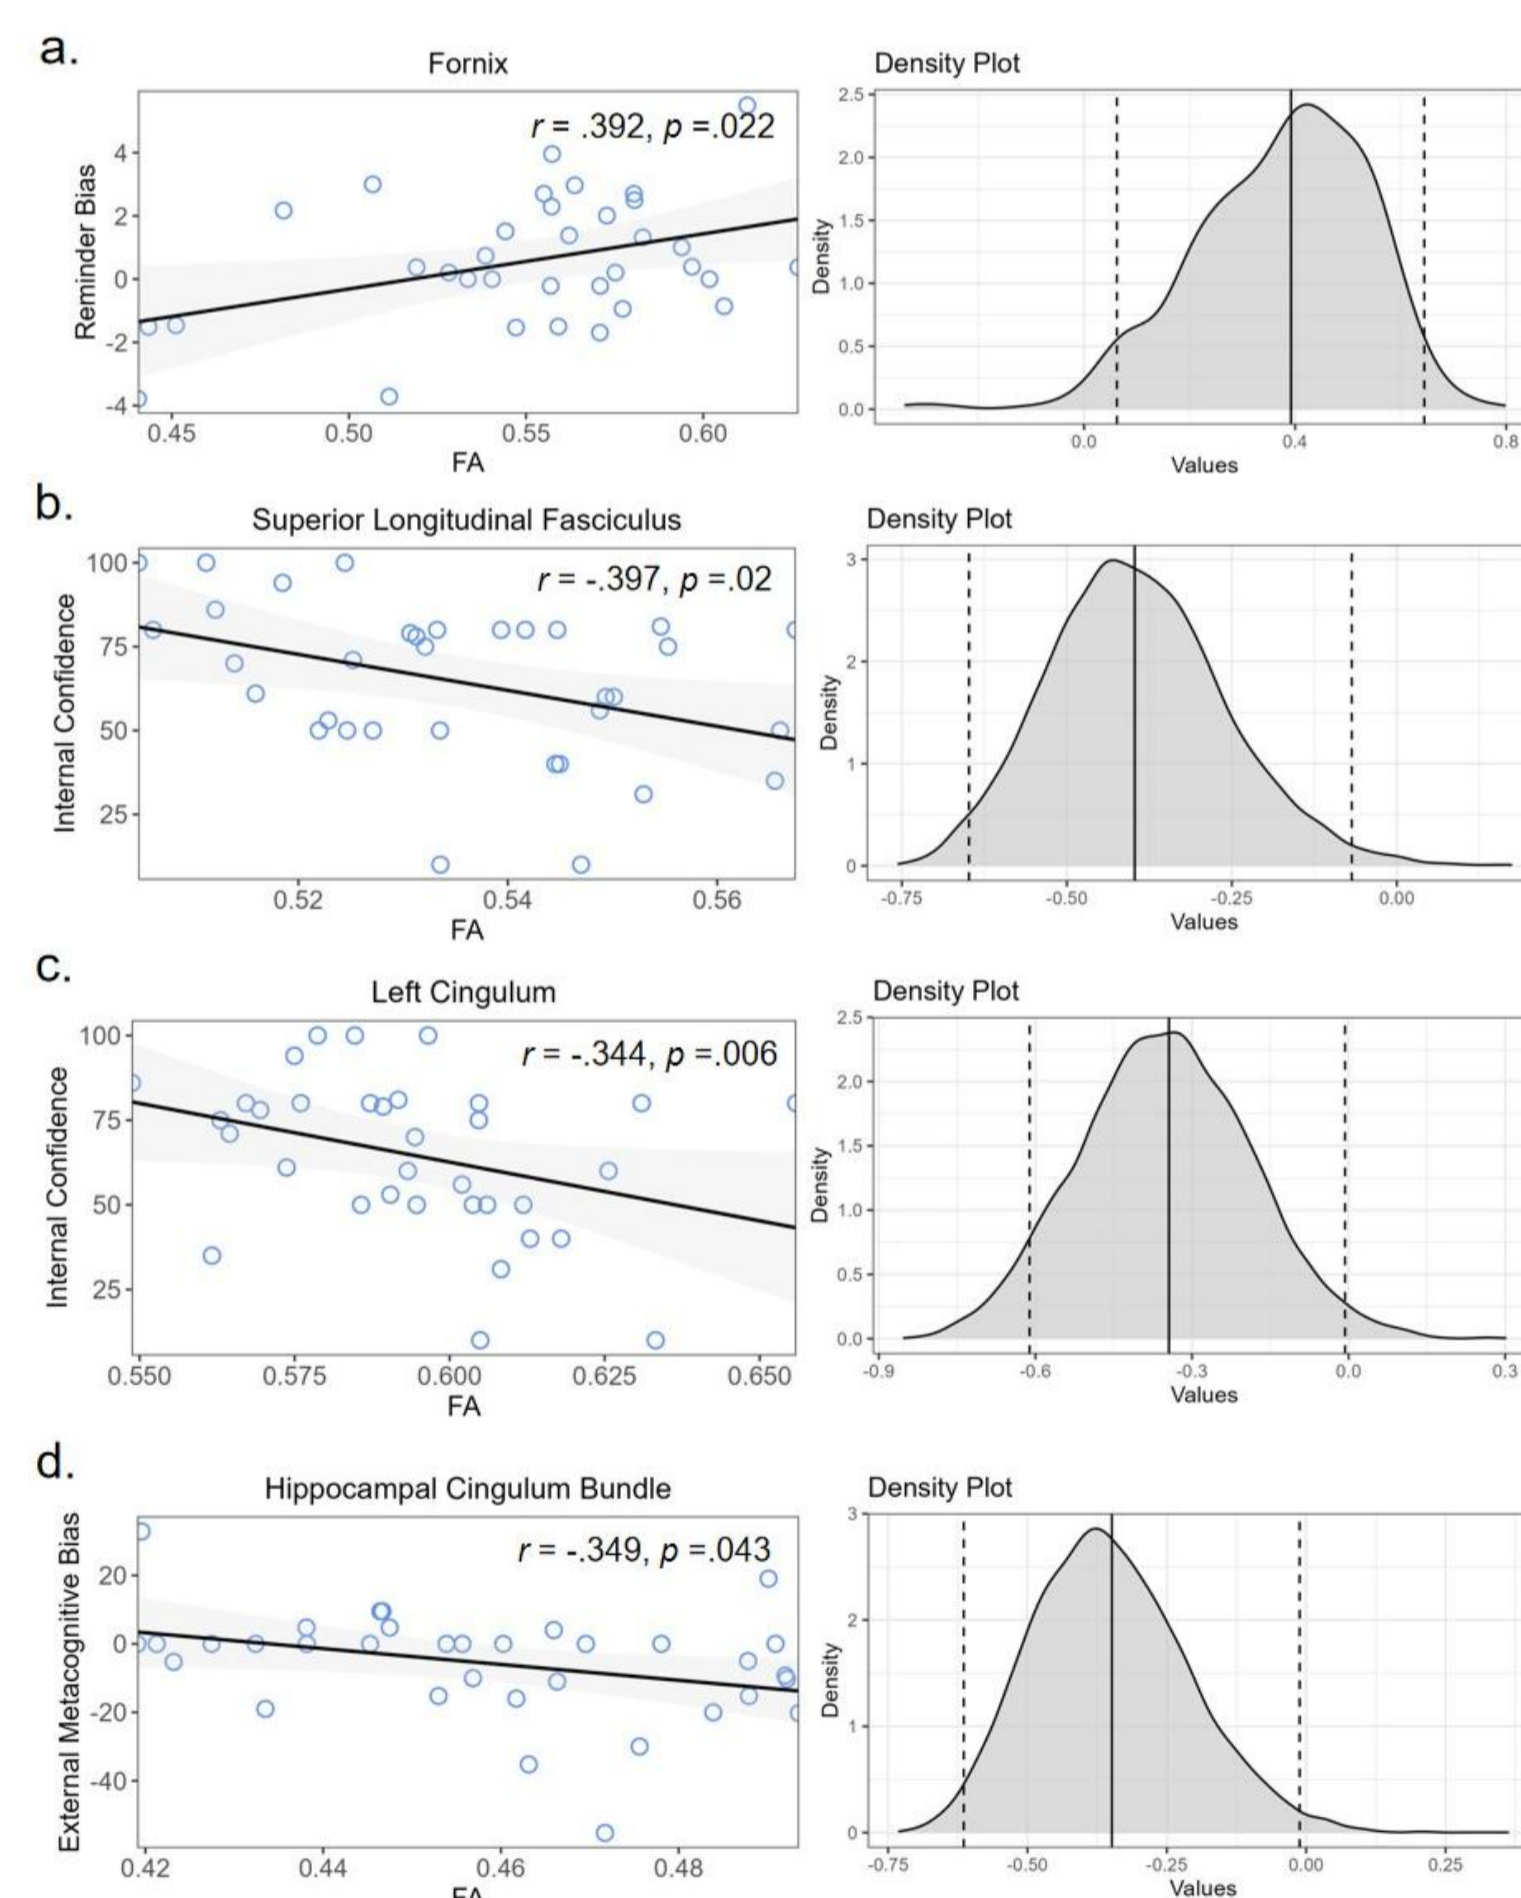 a.
Fornix
r = .392, p =.022
Reminder Bias
4
2
0
-2
-4
0.45 0.50 0.55 0.60
FA
Density Plot
Density
2.5
2.0
1.5
1.0
0.5
0.0
0.0 0.4 0.8
Values
b.
Superior Longitudinal Fasciculus
r = -.397, p =.02
Internal Confidence
100
75
50
25
0.52 0.54 0.56
FA
Density Plot
Density
3
2
1
0
-0.75 -0.50 -0.25 0.00
Values
c.
Left Cingulum
r = -.344, p =.006
Internal Confidence
100
75
50
25
0.550 0.575 0.600 0.625 0.650
FA
Density Plot
Density
2.5
2.0
1.5
1.0
0.5
0.0
-0.9 -0.6 -0.3 0.0 0.3
Values
d.
Hippocampal Cingulum Bundle
r = -.349, p =.043
External Metacognitive Bias
20
0
-20
-40
0.42 0.44 0.46 0.48
FA
Density Plot
Density
3
2
1
0
-0.75 -0.50 -0.25 0.00 0.25
Values